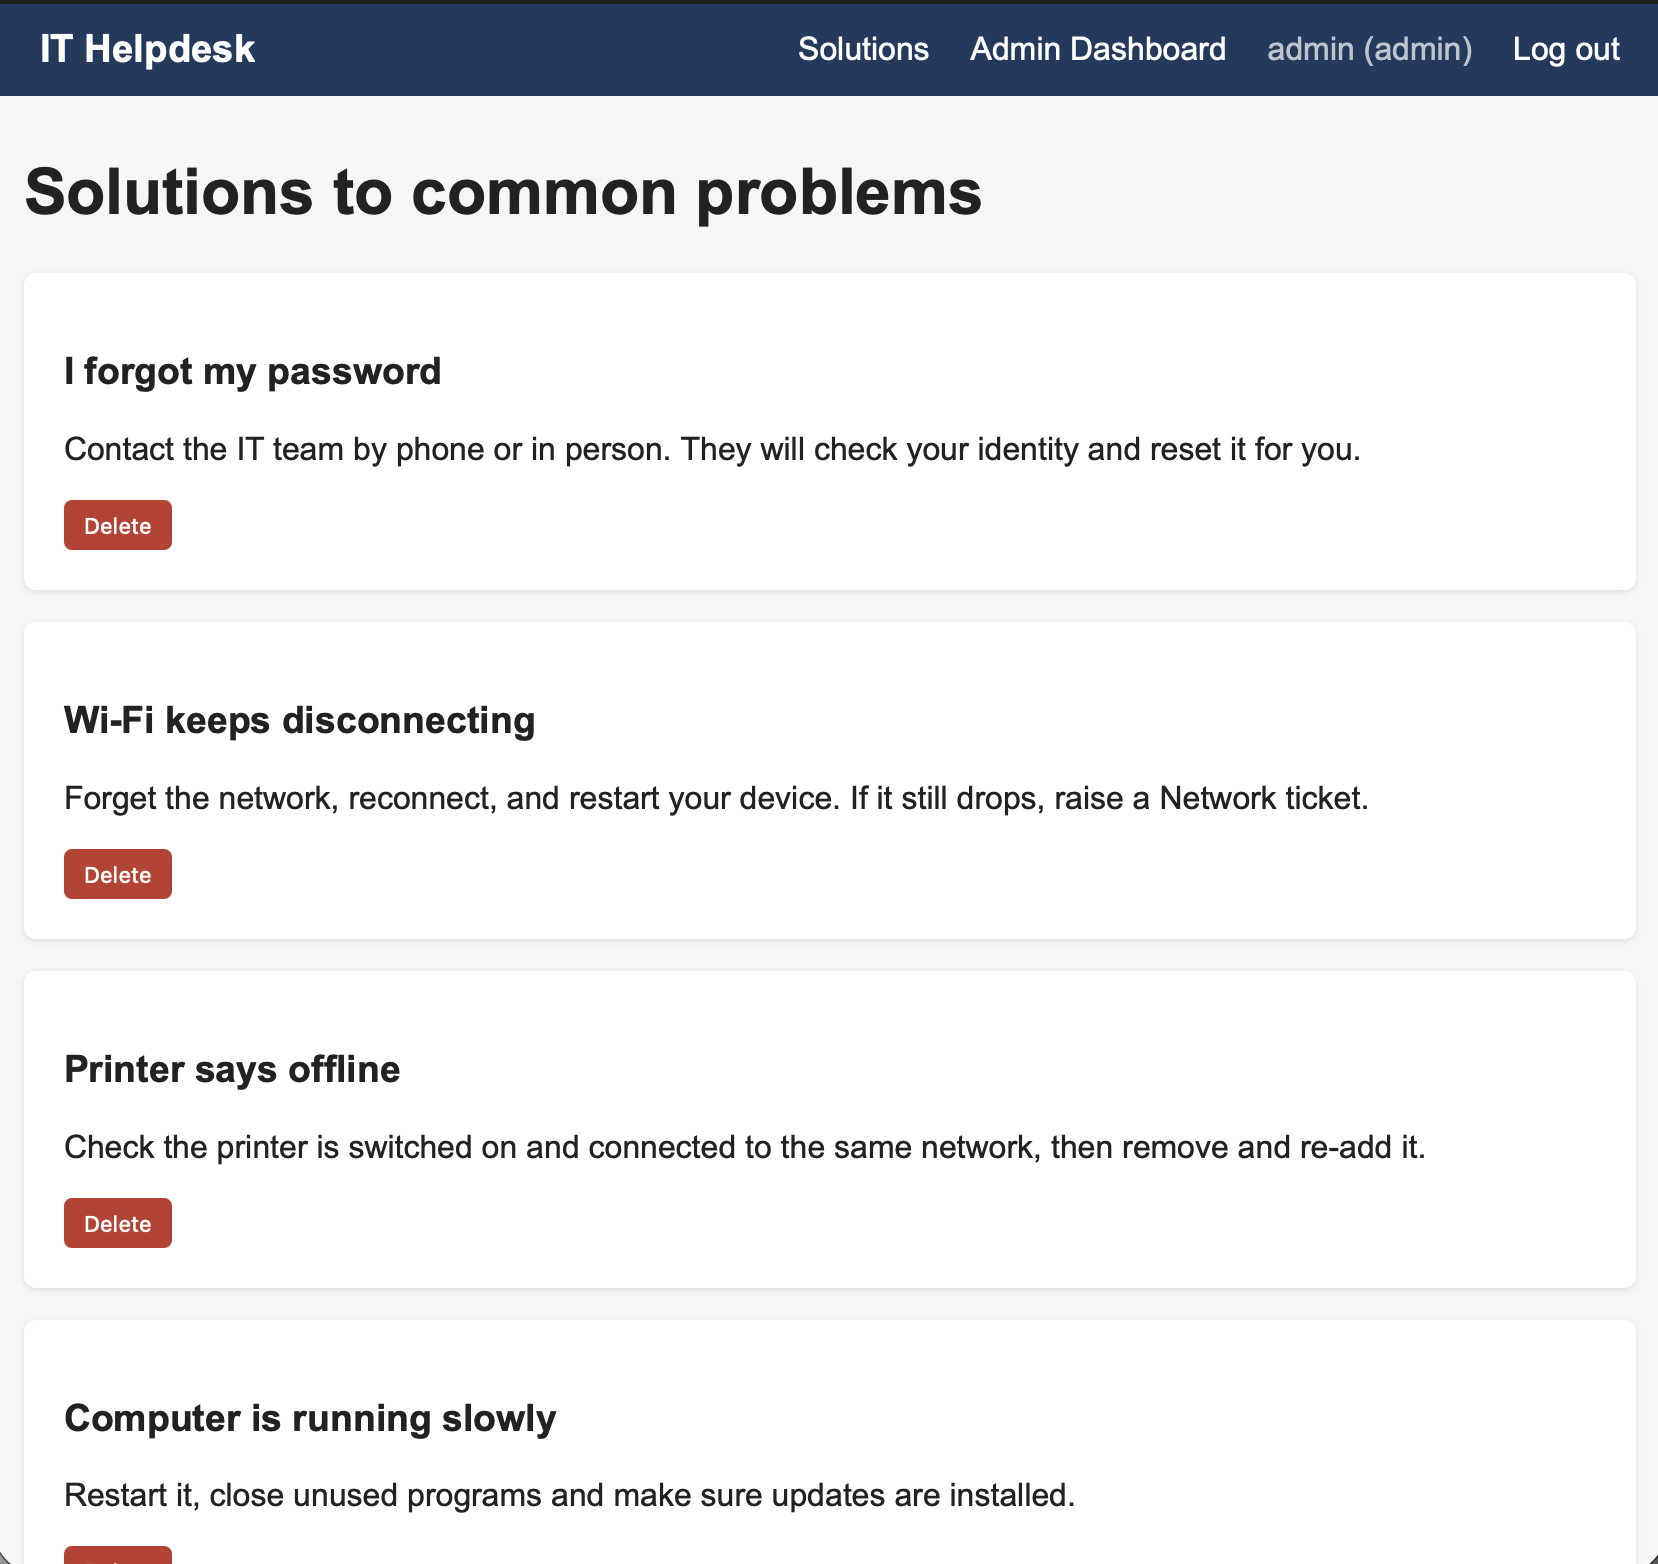 IT Helpdesk
Solutions Admin Dashboard admin (admin) Log out
Solutions to common problems
I forgot my password
Contact the IT team by phone or in person. They will check your identity and reset it for you.
Delete
Wi-Fi keeps disconnecting
Forget the network, reconnect, and restart your device. If it still drops, raise a Network ticket.
Delete
Printer says offline
Check the printer is switched on and connected to the same network, then remove and re-add it.
Delete
Computer is running slowly
Restart it, close unused programs and make sure updates are installed.